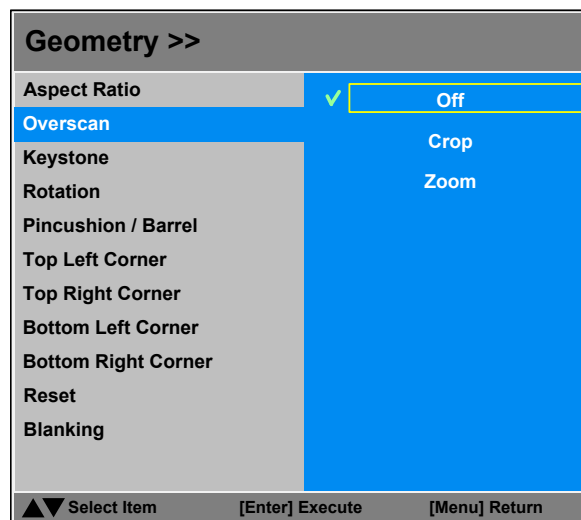 Geometry >>
Aspect Ratio
Off
Overscan
Crop
Keystone
Zoom
Rotation
Pincushion / Barrel
Top Left Corner
Top Right Corner
Bottom Left Corner
Bottom Right Corner
Reset
Blanking
Select Item [Enter] Execute [Menu] Return